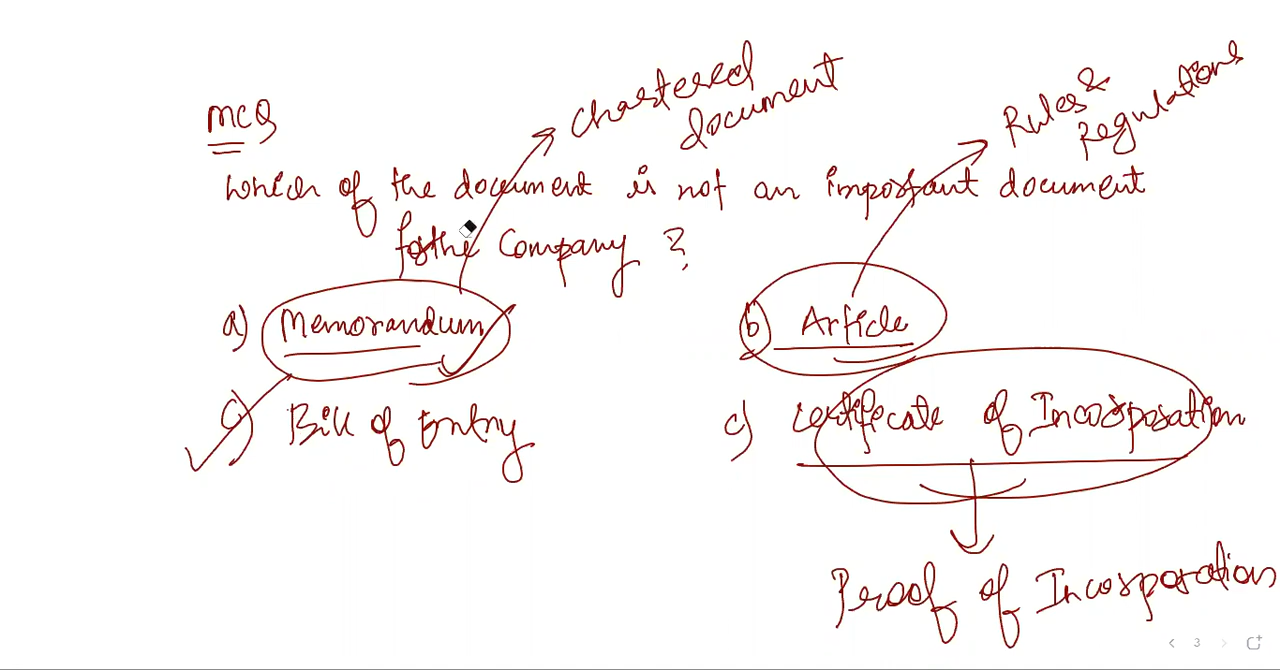 MCQ
chartered
document
Rules &
Regulations
Which of the document is not an important document
for the Company ?
a) Memorandum
b) Article
c) Bill of Entry
c) Certificate of Incorporation
Proof of Incorporation
3